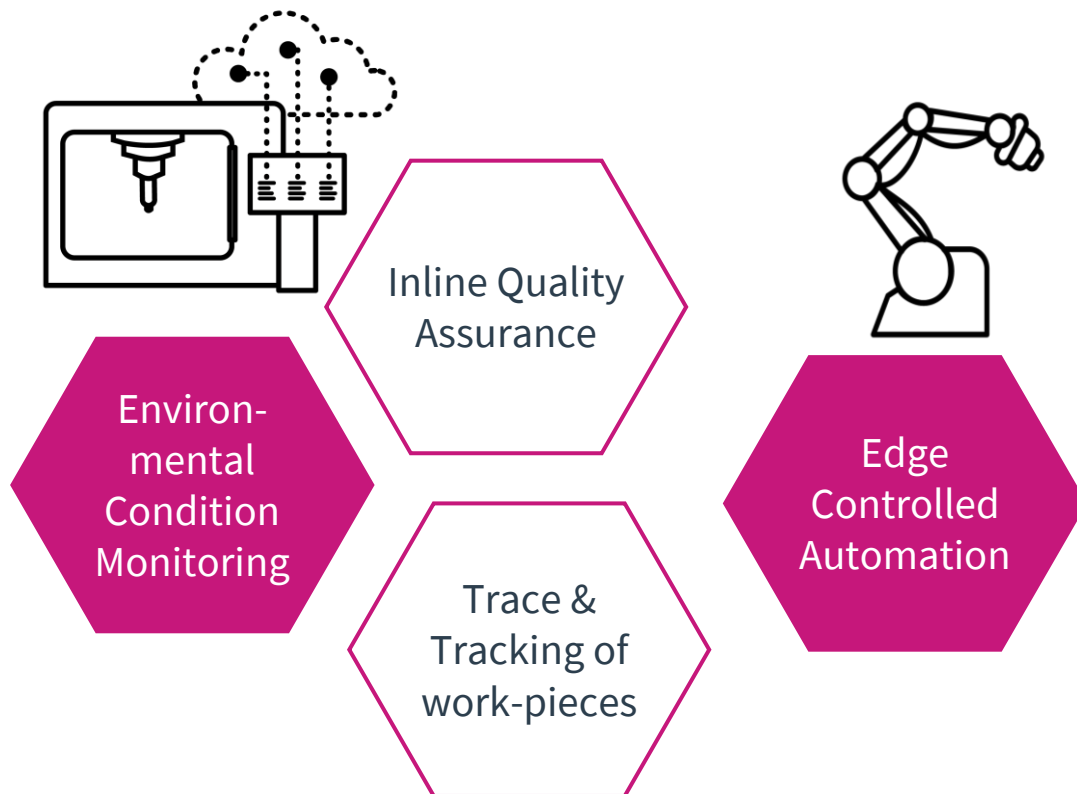 Inline Quality
Assurance
Environ-
mental
Condition
Monitoring
Edge
Controlled
Automation
Trace &
Tracking of
work-pieces